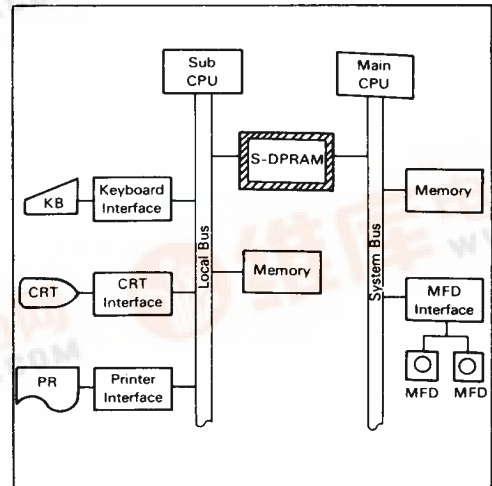 Sub
CPU
Main
CPU
S-DPRAM
KB
Keyboard
Interface
Memory
Local Bus
System Bus
CRT
CRT
Interface
Memory
MFD
Interface
PR
Printer
Interface
MFD
MFD